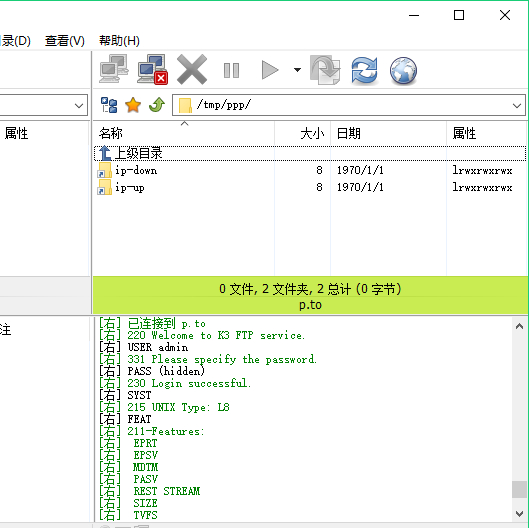 录(D) 查看(V) 帮助(H)
/tmp/ppp/
属性
名称 大小 日期 属性
上级目录
ip-down 8 1970/1/1 lrwxrwxrwx
ip-up 8 1970/1/1 lrwxrwxrwx
0 文件, 2 文件夹, 2 总计 (0 字节)
p.to
注
[右] 已连接到 p.to
[右] 220 Welcome to K3 FTP service.
[右] USER admin
[右] 331 Please specify the password.
[右] PASS (hidden)
[右] 230 Login successful.
[右] SYST
[右] 215 UNIX Type: L8
[右] FEAT
[右] 211-Features:
[右] EPRT
[右] EPSV
[右] MDTM
[右] PASV
[右] REST STREAM
[右] SIZE
[右] TVFS